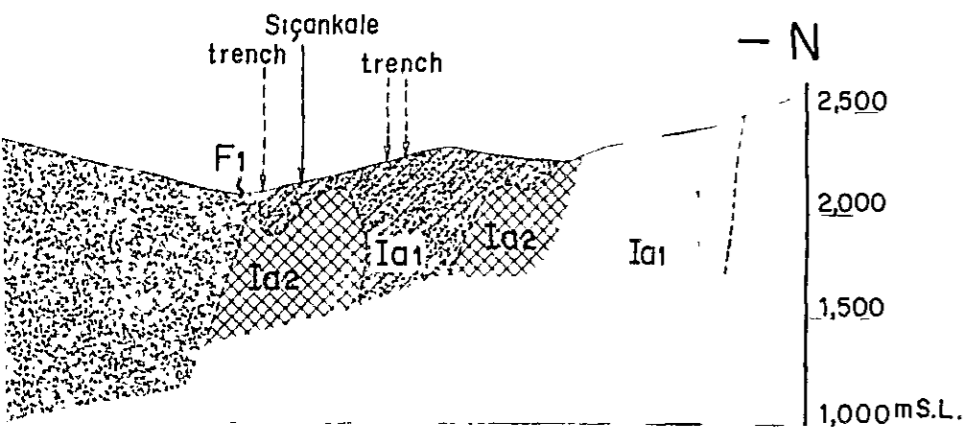 Sıçankale
trench
trench
— N
2,500
F1
2,000
Ia1
Ia2
Ia1
Ia2
1,500
1,000 m S.L.